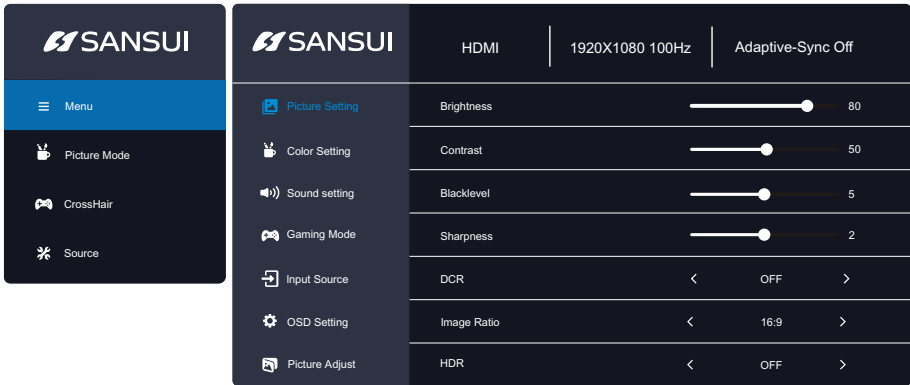 SANSUI
Menu
Picture Mode
CrossHair
Source
SANSUI
HDMI
1920X1080 100Hz
Adaptive-Sync Off
Picture Setting
Brightness 80
Color Setting
Contrast 50
Sound setting
Blacklevel 5
Gaming Mode
Sharpness 2
Input Source
DCR OFF
OSD Setting
Image Ratio 16:9
Picture Adjust
HDR OFF